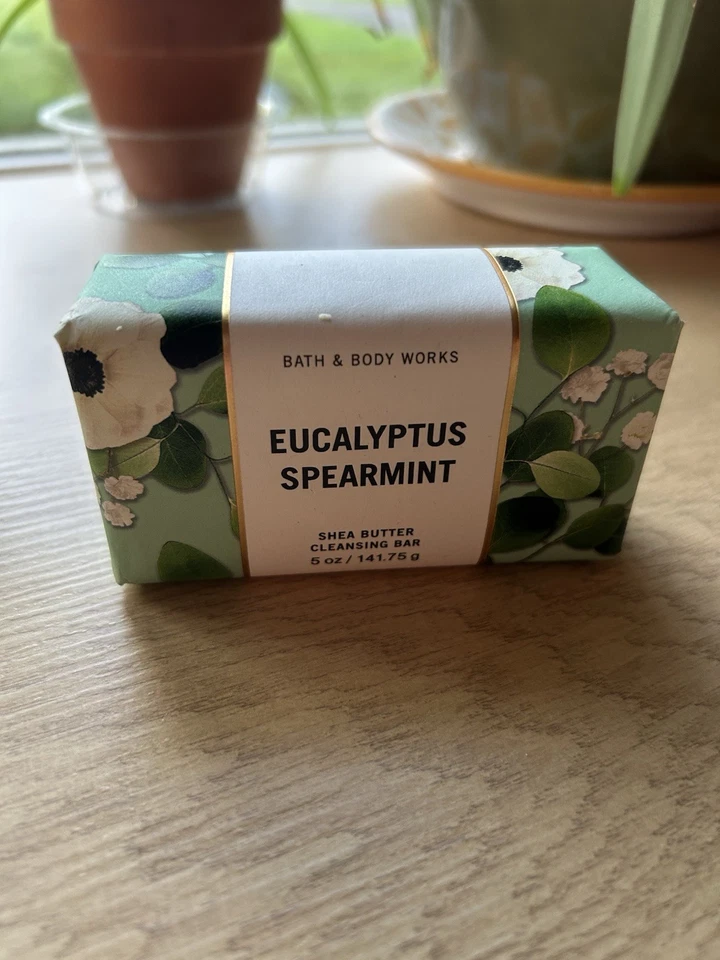 BATH & BODY WORKS
EUCALYPTUS
SPEARMINT
SHEA BUTTER
CLEANSING BAR
5 oz / 141.75 g